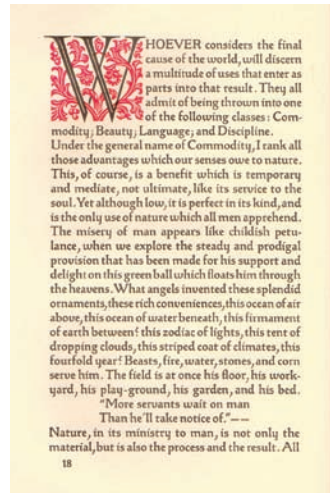 WHOEVER considers the final
cause of the world, will discern
a multitude of uses that enter as
parts into that result. They all
admit of being thrown into one
of the following classes: Com-
modity; Beauty; Language; and Discipline.
Under the general name of Commodity, I rank all
those advantages which our senses owe to nature.
This, of course, is a benefit which is temporary
and mediate, not ultimate, like its service to the
soul. Yet although low, it is perfect in its kind, and
is the only use of nature which all men apprehend.
The misery of man appears like childish petu-
lance, when we explore the steady and prodigal
provision that has been made for his support and
delight on this green ball which floats him through
the heavens. What angels invented these splendid
ornaments, these rich conveniences, this ocean of air
above, this ocean of water beneath, this firmament
of earth between? this zodiac of lights, this tent of
dropping clouds, this striped coat of climates, this
fourfold year? Beasts, fire, water, stones, and corn
serve him. The field is at once his floor, his work-
yard, his play-ground, his garden, and his bed.
"More servants wait on man
Than he'll take notice of."——
Nature, in its ministry to man, is not only the
material, but is also the process and the result. All
18